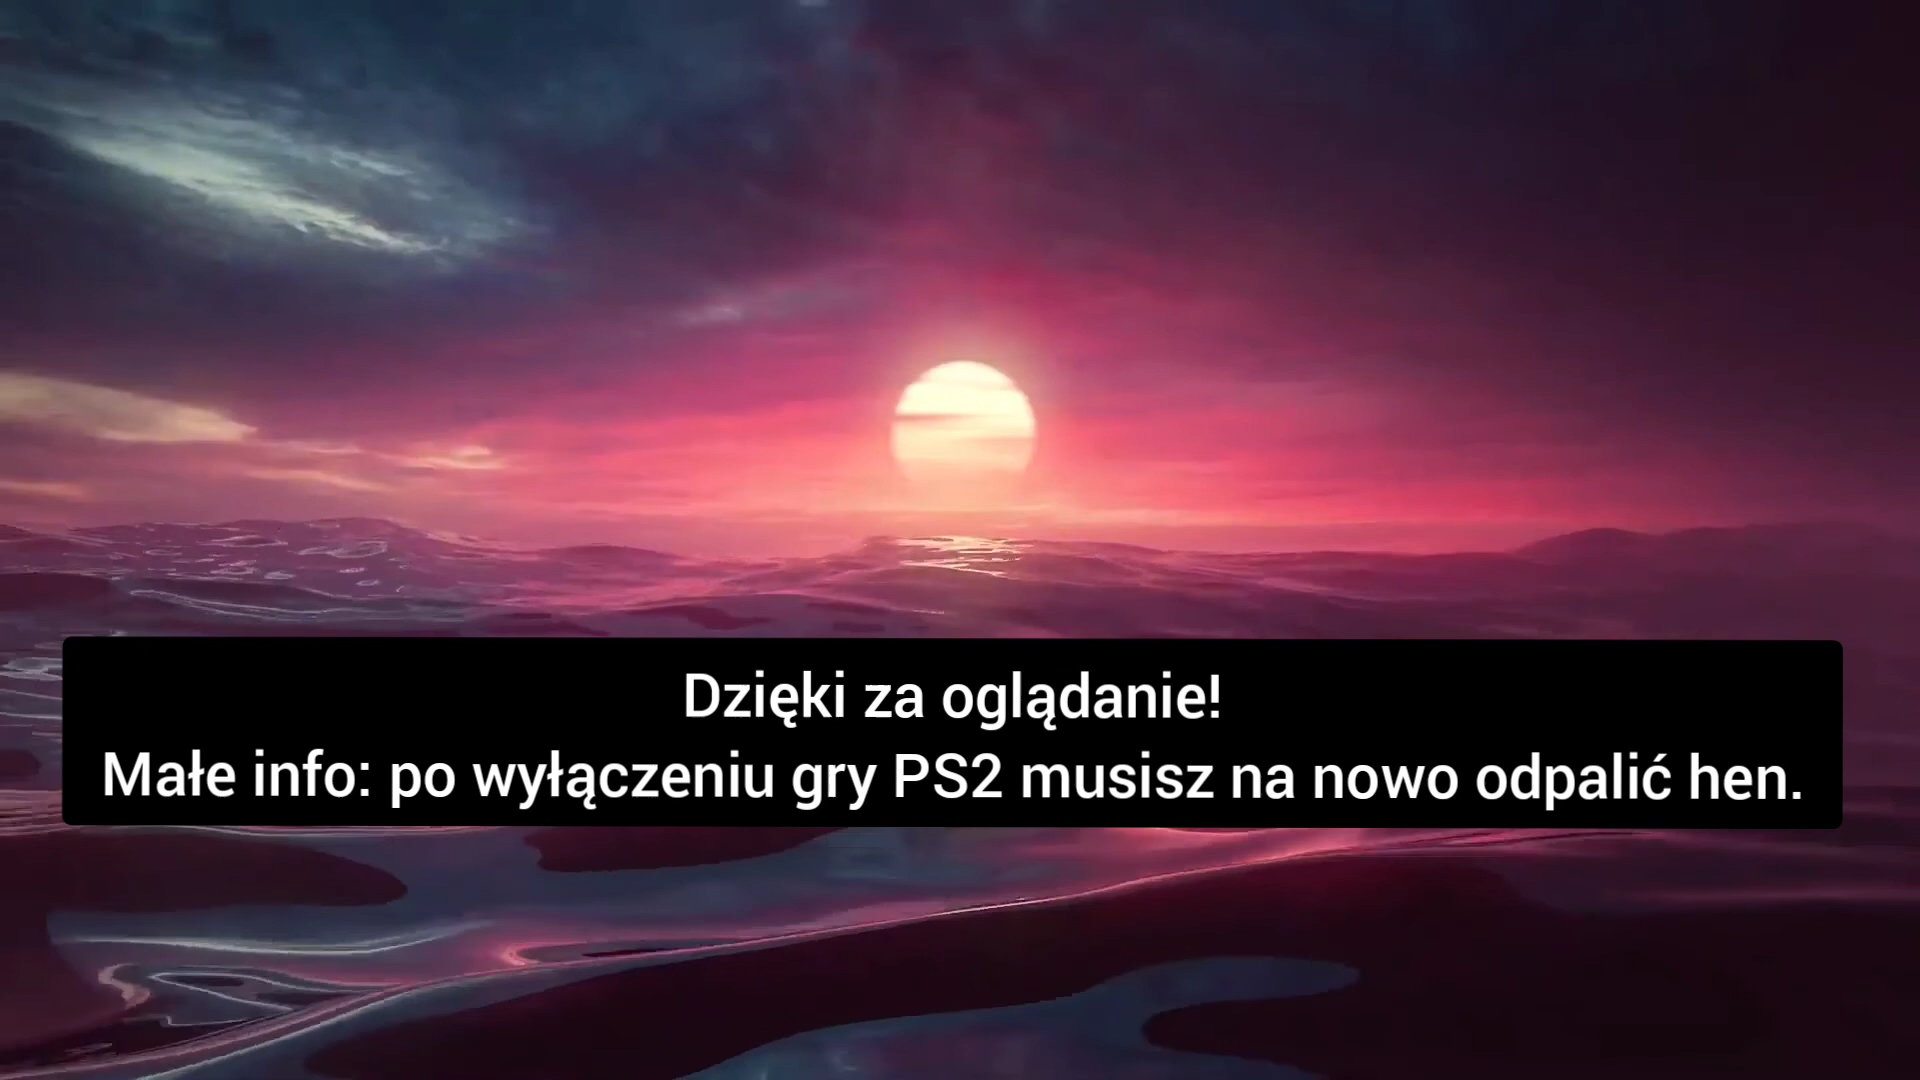 Dzięki za oglądanie!
Małe info: po wyłączeniu gry PS2 musisz na nowo odpalić hen.